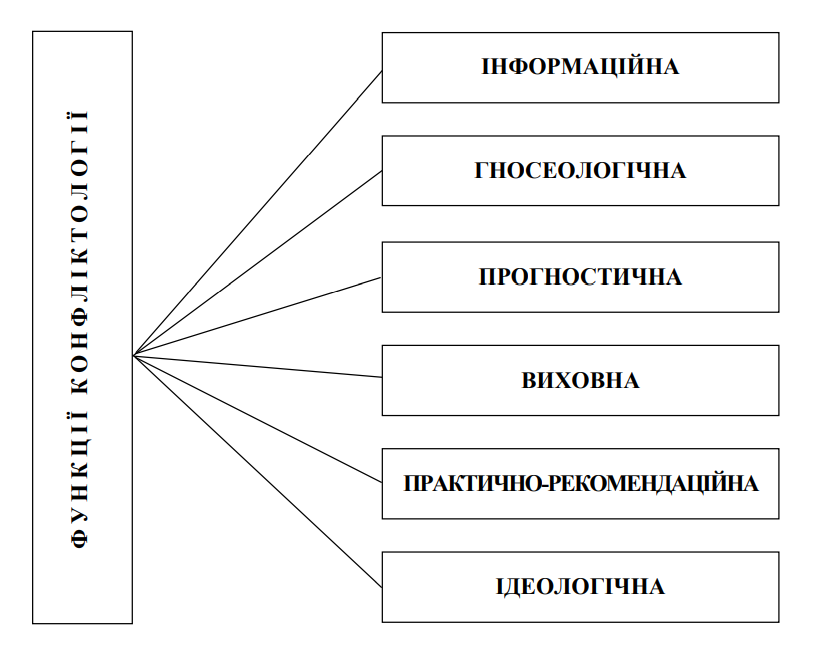 ФУНКЦІЇ КОНФЛІКТОЛОГІЇ
ІНФОРМАЦІЙНА
ГНОСЕОЛОГІЧНА
ПРОГНОСТИЧНА
ВИХОВНА
ПРАКТИЧНО-РЕКОМЕНДАЦІЙНА
ІДЕОЛОГІЧНА